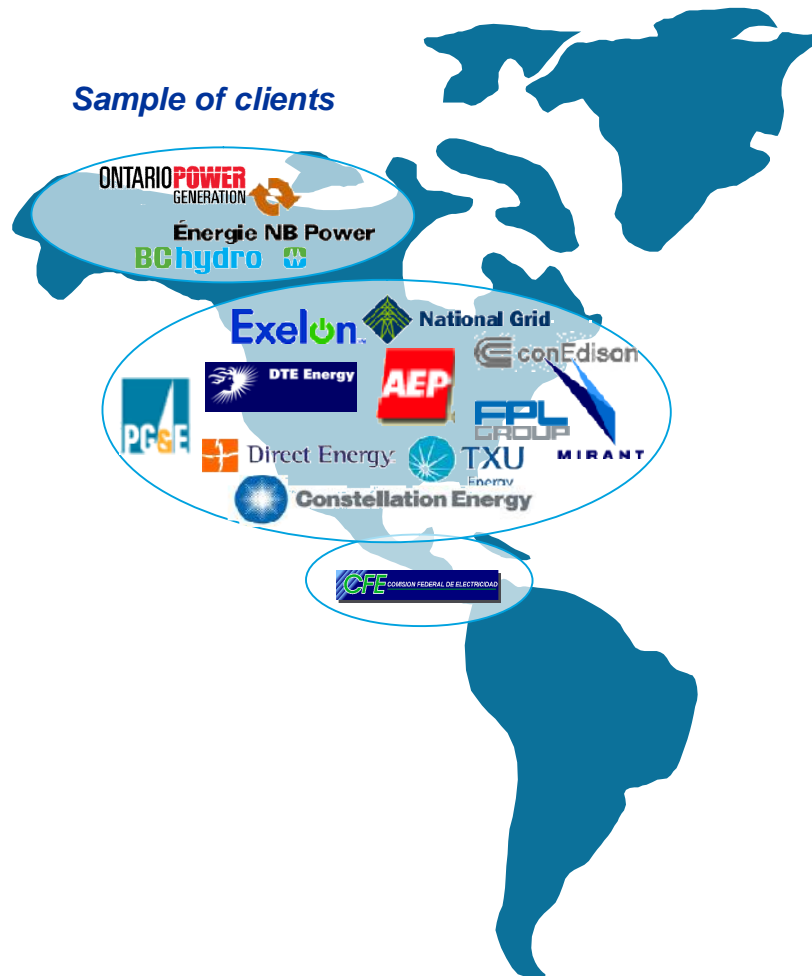 Sample of clients
ONTARIOPOWER
GENERATION
Énergie NB Power
BChydro
Exelon
National Grid
conEdison
DTE Energy
AEP
PG&E
FPL
GROUP
MIRANT
Direct Energy
TXU
Energy
Constellation Energy
CFE COMISION FEDERAL DE ELECTRICIDAD